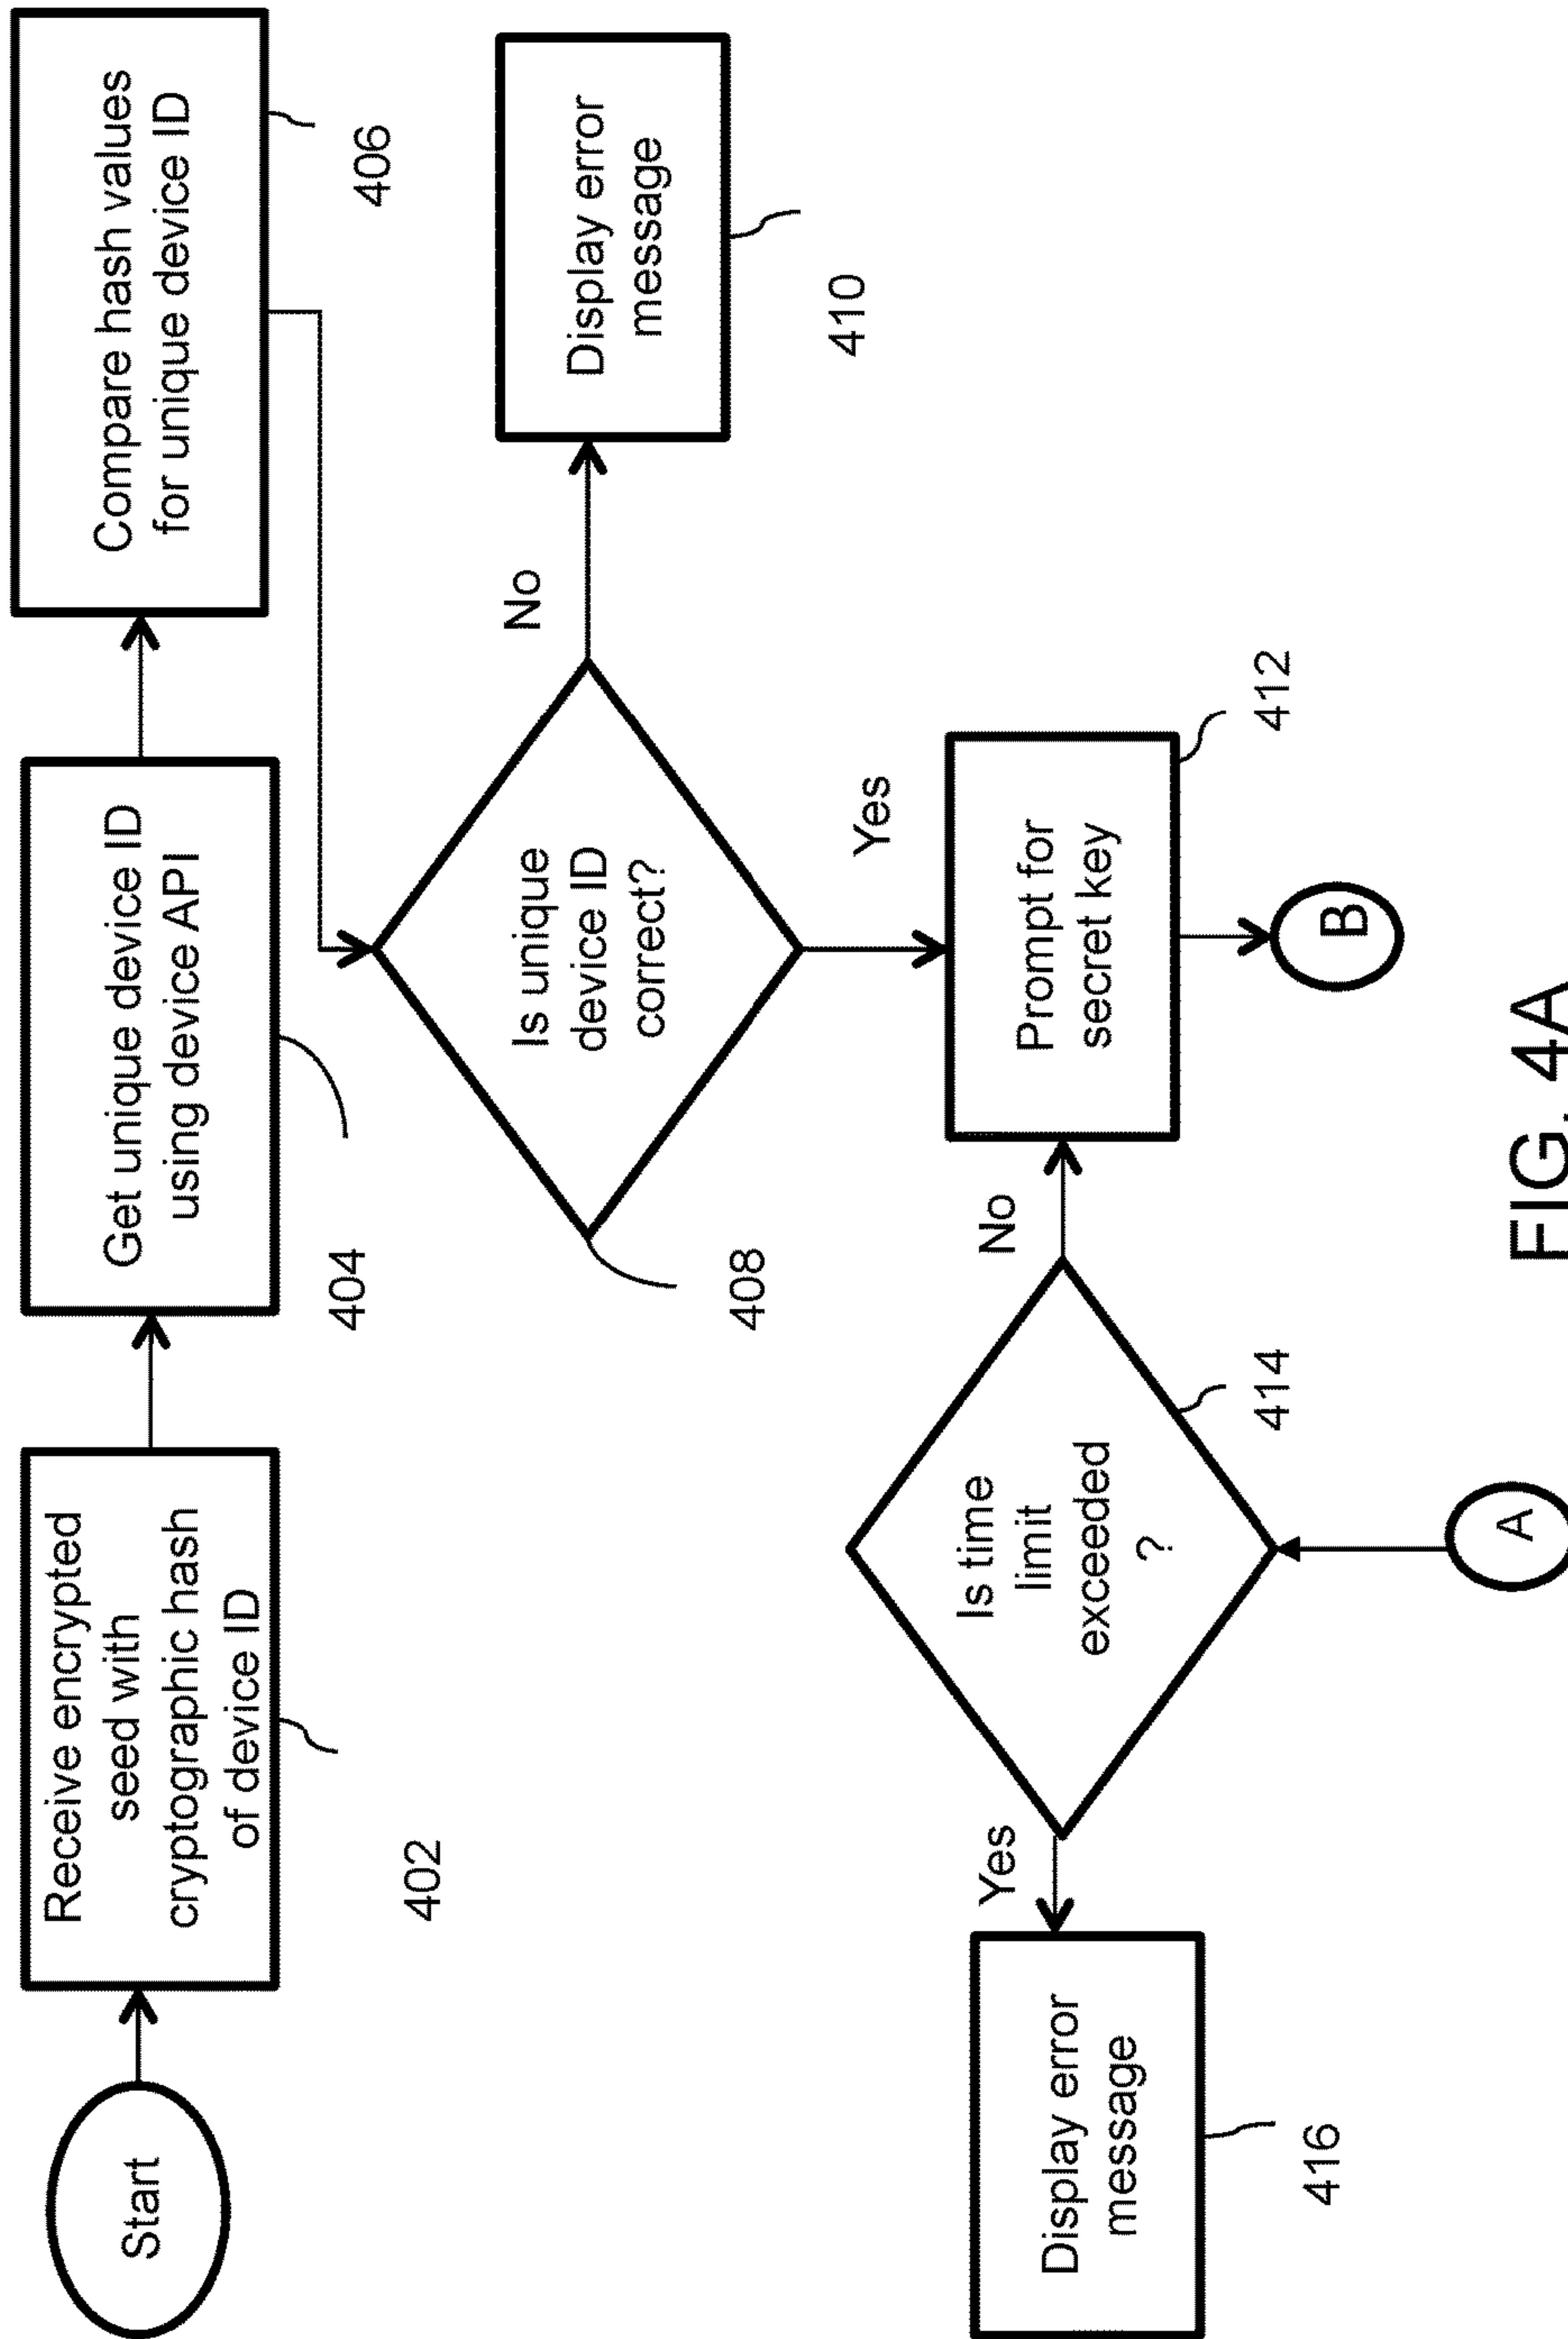 Start
Receive encrypted
seed with
cryptographic hash
of device ID
402
Get unique device ID
using device API
404
Compare hash values
for unique device ID
406
Is unique
device ID
correct?
408
No
Display error
message
410
Yes
Prompt for
secret key
412
B
No
Is time
limit
exceeded
?
414
A
Yes
Display error
message
416
FIG. 4A